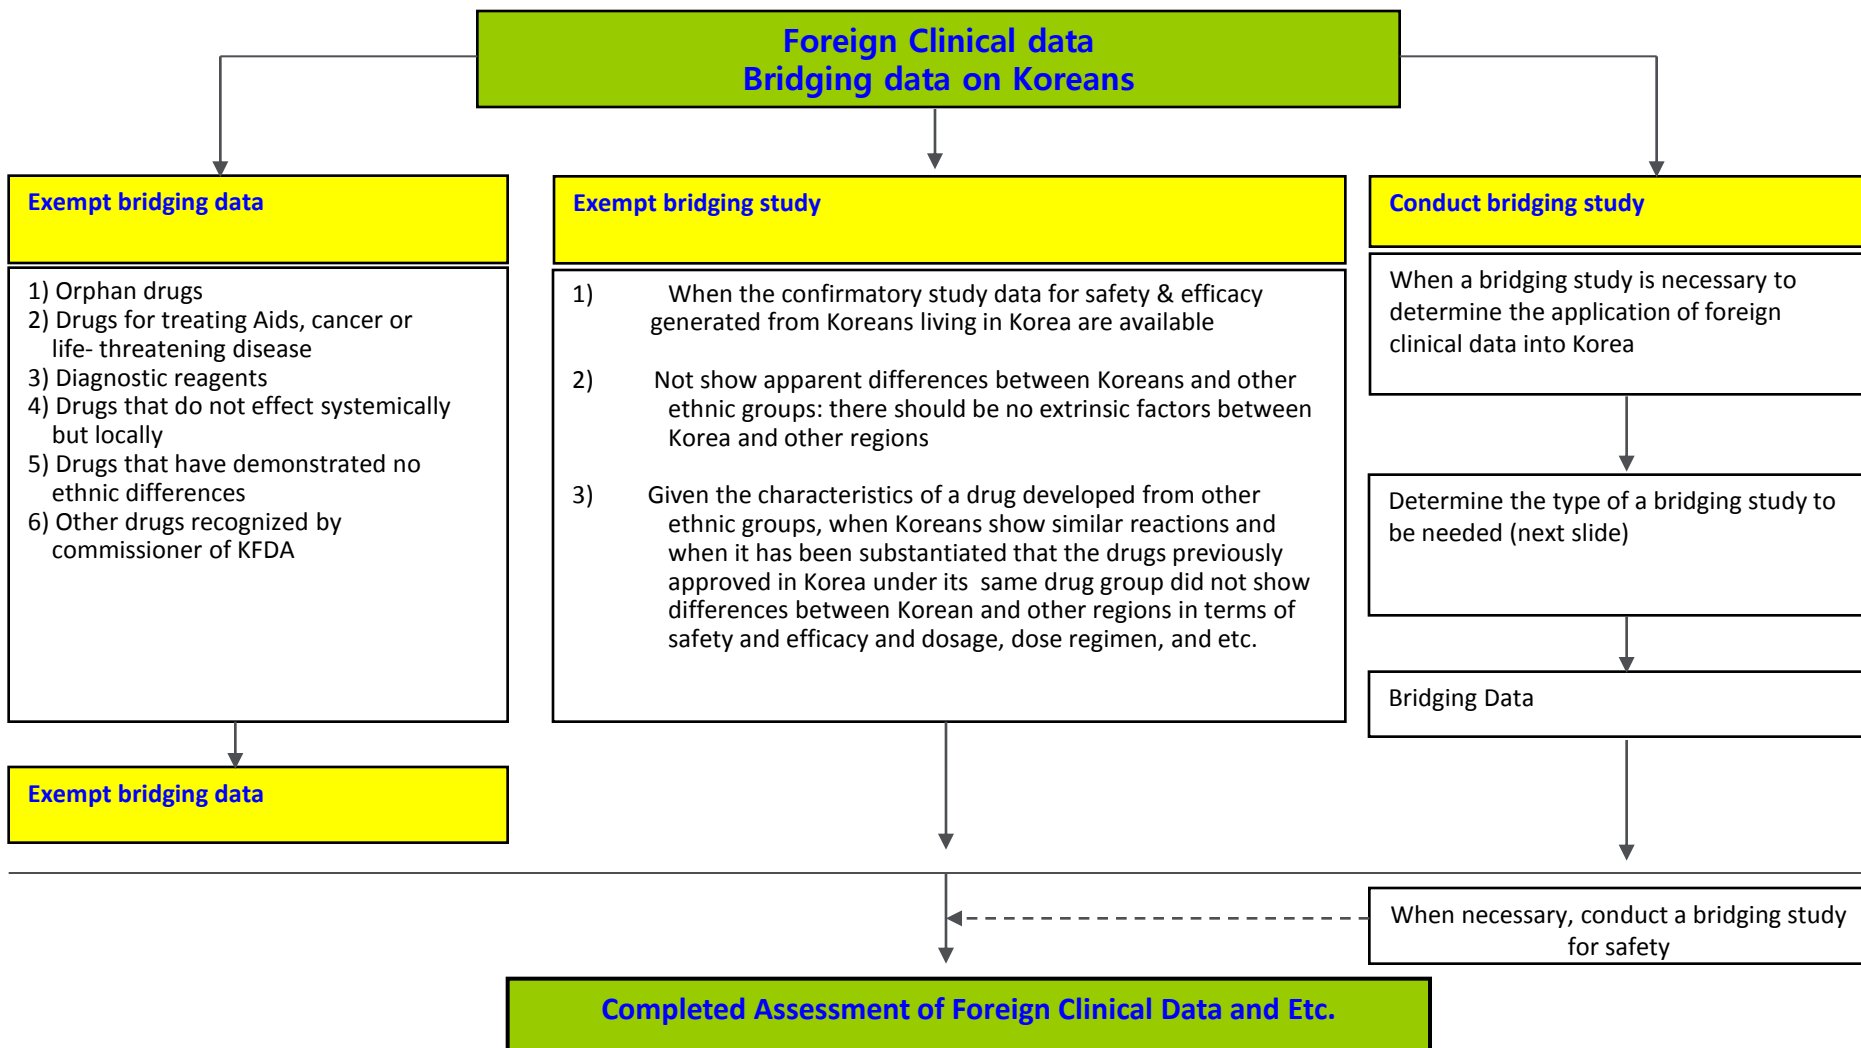 Foreign Clinical data
Bridging data on Koreans
Exempt bridging data
1) Orphan drugs
2) Drugs for treating Aids, cancer or
life- threatening disease
3) Diagnostic reagents
4) Drugs that do not effect systemically
but locally
5) Drugs that have demonstrated no
ethnic differences
6) Other drugs recognized by
commissioner of KFDA
Exempt bridging data
Exempt bridging study
1) When the confirmatory study data for safety & efficacy
generated from Koreans living in Korea are available
2) Not show apparent differences between Koreans and other
ethnic groups: there should be no extrinsic factors between
Korea and other regions
3) Given the characteristics of a drug developed from other
ethnic groups, when Koreans show similar reactions and
when it has been substantiated that the drugs previously
approved in Korea under its same drug group did not show
differences between Korean and other regions in terms of
safety and efficacy and dosage, dose regimen, and etc.
Conduct bridging study
When a bridging study is necessary to
determine the application of foreign
clinical data into Korea
Determine the type of a bridging study to
be needed (next slide)
Bridging Data
When necessary, conduct a bridging study
for safety
Completed Assessment of Foreign Clinical Data and Etc.